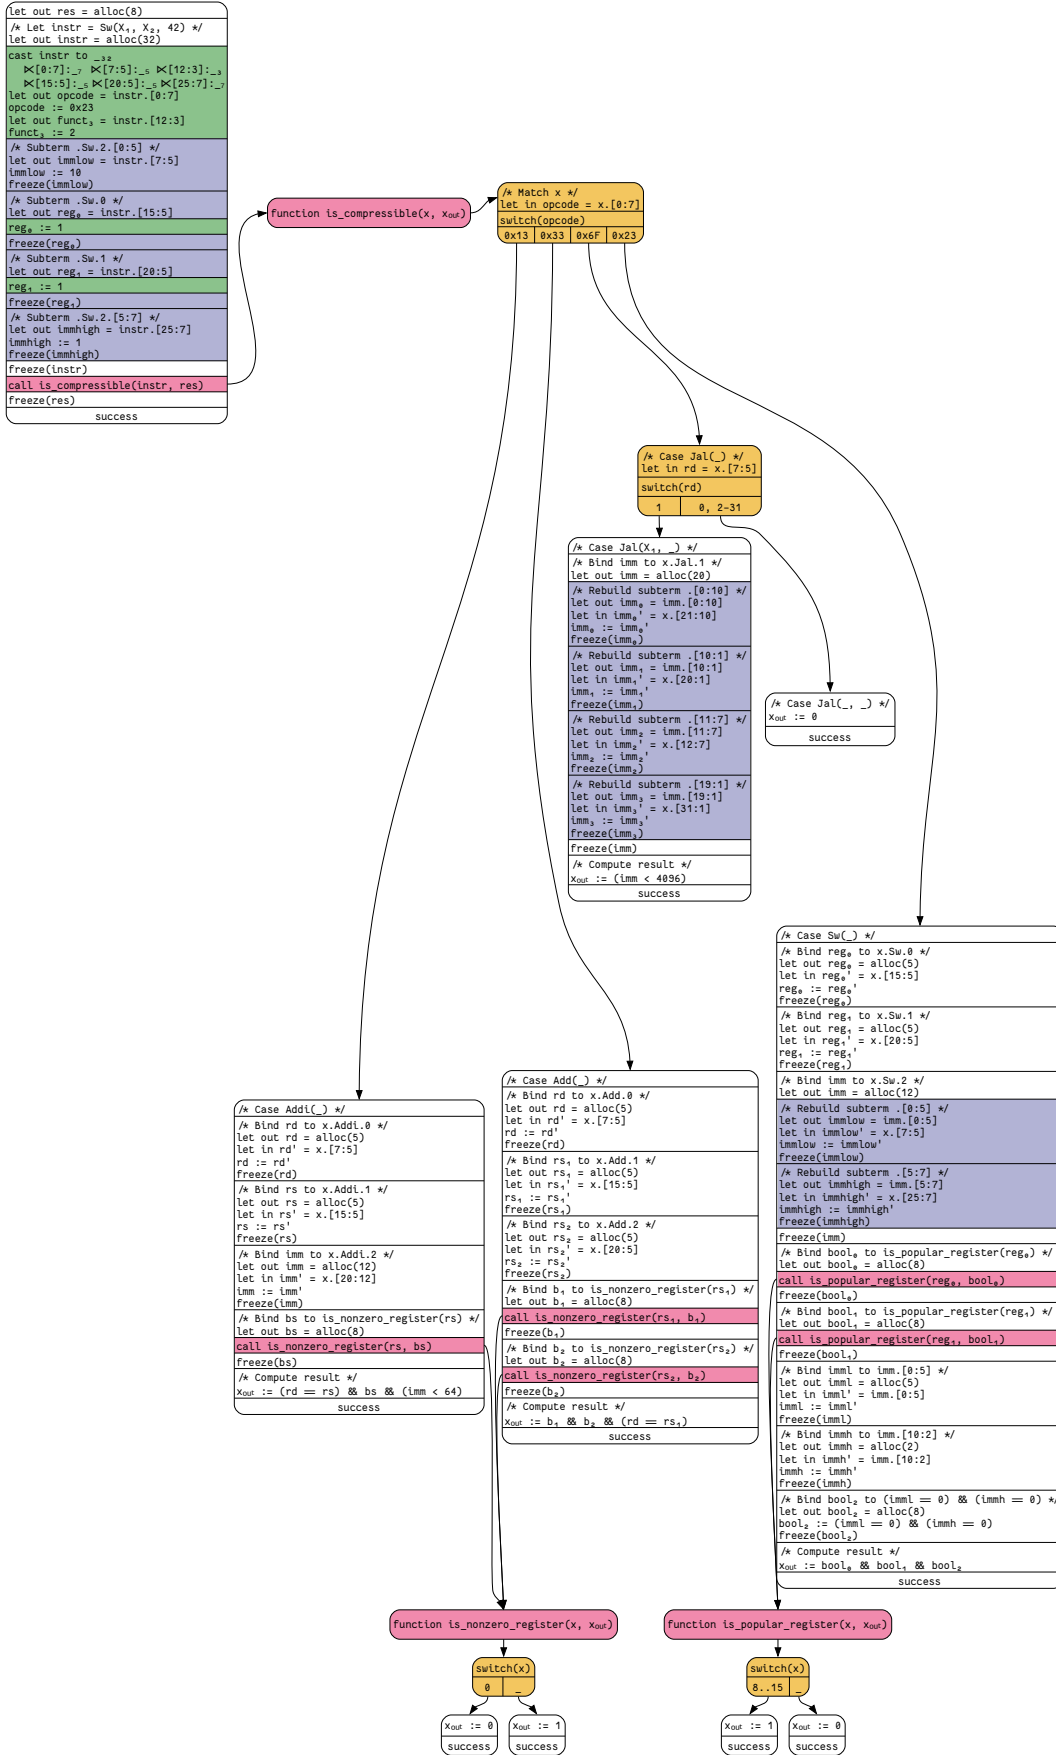 let out res = alloc(8)
/* Let instr = Sw(X₁, X₂, 42) */
let out instr = alloc(32)
cast instr to _₃₂
⋉[0:7]:_₇ ⋉[7:5]:_₅ ⋉[12:3]:_₃
⋉[15:5]:_₅ ⋉[20:5]:_₅ ⋉[25:7]:_₇
let out opcode = instr.[0:7]
opcode := 0x23
let out funct₃ = instr.[12:3]
funct₃ := 2
/* Subterm .Sw.2.[0:5] */
let out immlow = instr.[7:5]
immlow := 10
freeze(immlow)
/* Subterm .Sw.0 */
let out reg₀ = instr.[15:5]
reg₀ := 1
freeze(reg₀)
/* Subterm .Sw.1 */
let out reg₁ = instr.[20:5]
reg₁ := 1
freeze(reg₁)
/* Subterm .Sw.2.[5:7] */
let out immhigh = instr.[25:7]
immhigh := 1
freeze(immhigh)
freeze(instr)
call is_compressible(instr, res)
freeze(res)
success
function is_compressible(x, xₒᵤₜ)
/* Match x */
let in opcode = x.[0:7]
switch(opcode)
0x13 0x33 0x6F 0x23
/* Case Jal(_) */
let in rd = x.[7:5]
switch(rd)
1 0, 2-31
/* Case Jal(X₁, _) */
/* Bind imm to x.Jal.1 */
let out imm = alloc(20)
/* Rebuild subterm .[0:10] */
let out imm₀ = imm.[0:10]
let in imm₀' = x.[21:10]
imm₀ := imm₀'
freeze(imm₀)
/* Rebuild subterm .[10:1] */
let out imm₁ = imm.[10:1]
let in imm₁' = x.[20:1]
imm₁ := imm₁'
freeze(imm₁)
/* Rebuild subterm .[11:7] */
let out imm₂ = imm.[11:7]
let in imm₂' = x.[12:7]
imm₂ := imm₂'
freeze(imm₂)
/* Rebuild subterm .[19:1] */
let out imm₃ = imm.[19:1]
let in imm₃' = x.[31:1]
imm₃ := imm₃'
freeze(imm₃)
freeze(imm)
/* Compute result */
xₒᵤₜ := (imm < 4096)
success
/* Case Jal(_, _) */
xₒᵤₜ := 0
success
/* Case Addi(_) */
/* Bind rd to x.Addi.0 */
let out rd = alloc(5)
let in rd' = x.[7:5]
rd := rd'
freeze(rd)
/* Bind rs to x.Addi.1 */
let out rs = alloc(5)
let in rs' = x.[15:5]
rs := rs'
freeze(rs)
/* Bind imm to x.Addi.2 */
let out imm = alloc(12)
let in imm' = x.[20:12]
imm := imm'
freeze(imm)
/* Bind bs to is_nonzero_register(rs) */
let out bs = alloc(8)
call is_nonzero_register(rs, bs)
freeze(bs)
/* Compute result */
xₒᵤₜ := (rd == rs) && bs && (imm < 64)
success
/* Case Add(_) */
/* Bind rd to x.Add.0 */
let out rd = alloc(5)
let in rd' = x.[7:5]
rd := rd'
freeze(rd)
/* Bind rs₁ to x.Add.1 */
let out rs₁ = alloc(5)
let in rs₁' = x.[15:5]
rs₁ := rs₁'
freeze(rs₁)
/* Bind rs₂ to x.Add.2 */
let out rs₂ = alloc(5)
let in rs₂' = x.[20:5]
rs₂ := rs₂'
freeze(rs₂)
/* Bind b₁ to is_nonzero_register(rs₁) */
let out b₁ = alloc(8)
call is_nonzero_register(rs₁, b₁)
freeze(b₁)
/* Bind b₂ to is_nonzero_register(rs₂) */
let out b₂ = alloc(8)
call is_nonzero_register(rs₂, b₂)
freeze(b₂)
/* Compute result */
xₒᵤₜ := b₁ && b₂ && (rd == rs₁)
success
/* Case Sw(_) */
/* Bind reg₀ to x.Sw.0 */
let out reg₀ = alloc(5)
let in reg₀' = x.[15:5]
reg₀ := reg₀'
freeze(reg₀)
/* Bind reg₁ to x.Sw.1 */
let out reg₁ = alloc(5)
let in reg₁' = x.[20:5]
reg₁ := reg₁'
freeze(reg₁)
/* Bind imm to x.Sw.2 */
let out imm = alloc(12)
/* Rebuild subterm .[0:5] */
let out immlow = imm.[0:5]
let in immlow' = x.[7:5]
immlow := immlow'
freeze(immlow)
/* Rebuild subterm .[5:7] */
let out immhigh = imm.[5:7]
let in immhigh' = x.[25:7]
immhigh := immhigh'
freeze(immhigh)
freeze(imm)
/* Bind bool₀ to is_popular_register(reg₀) */
let out bool₀ = alloc(8)
call is_popular_register(reg₀, bool₀)
freeze(bool₀)
/* Bind bool₁ to is_popular_register(reg₁) */
let out bool₁ = alloc(8)
call is_popular_register(reg₁, bool₁)
freeze(bool₁)
/* Bind imml to imm.[0:5] */
let out imml = alloc(5)
let in imml' = imm.[0:5]
imml := imml'
freeze(imml)
/* Bind immh to imm.[10:2] */
let out immh = alloc(2)
let in immh' = imm.[10:2]
immh := immh'
freeze(immh)
/* Bind bool₂ to (imml == 0) && (immh == 0) */
let out bool₂ = alloc(8)
bool₂ := (imml == 0) && (immh == 0)
freeze(bool₂)
/* Compute result */
xₒᵤₜ := bool₀ && bool₁ && bool₂
success
function is_nonzero_register(x, xₒᵤₜ)
switch(x)
0 _
xₒᵤₜ := 0
success
xₒᵤₜ := 1
success
function is_popular_register(x, xₒᵤₜ)
switch(x)
8..15 _
xₒᵤₜ := 1
success
xₒᵤₜ := 0
success